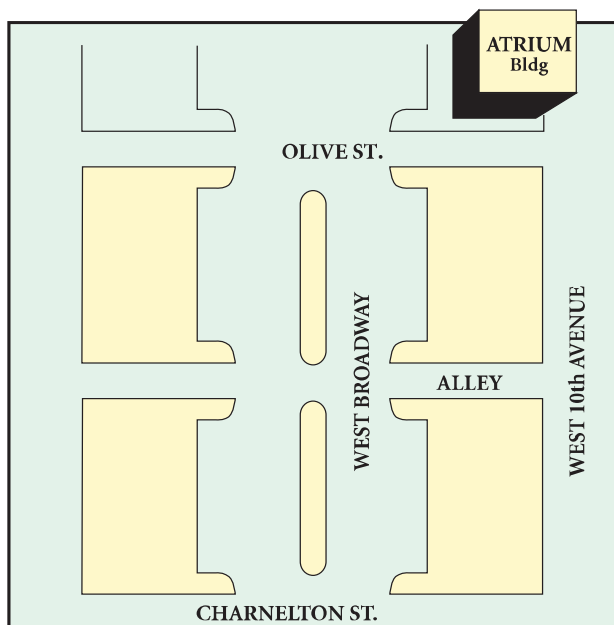 ATRIUM
Bldg
OLIVE ST.
WEST BROADWAY
ALLEY
WEST 10th AVENUE
CHARNELTON ST.